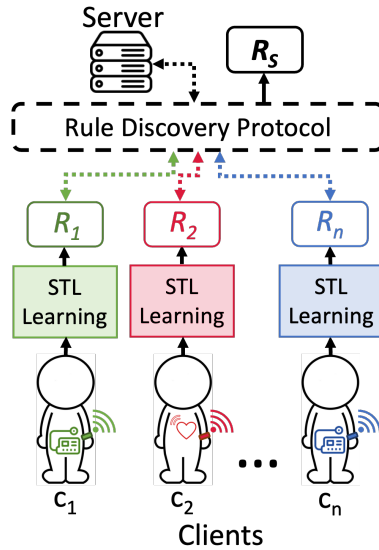 Server
R_s
Rule Discovery Protocol
R_1
R_2
R_n
STL Learning
STL Learning
STL Learning
c_1
c_2
...
c_n
Clients